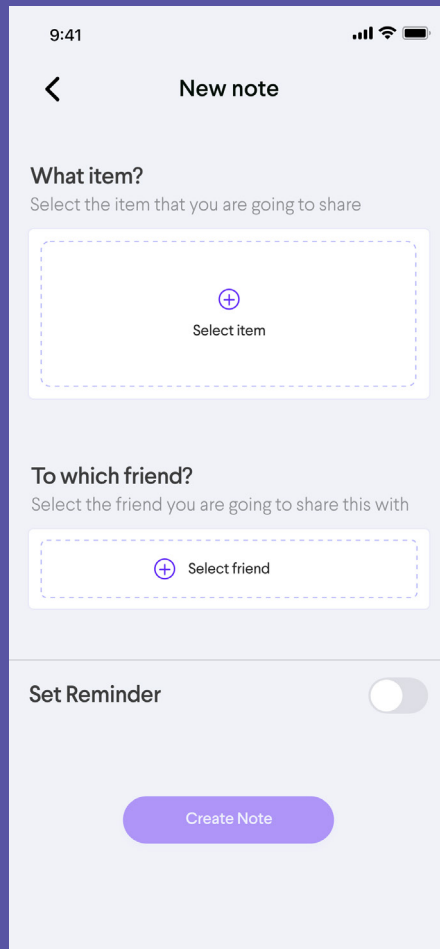 9:41
New note
What item?
Select the item that you are going to share
Select item
To which friend?
Select the friend you are going to share this with
Select friend
Set Reminder
Create Note